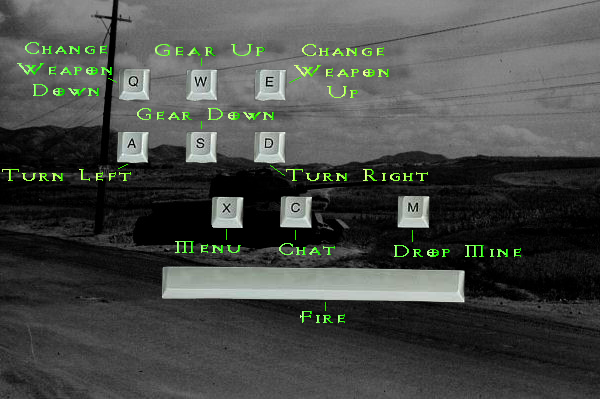 Change Weapon Down
Gear Up
Change Weapon Up
Q
W
E
Gear Down
A
S
D
Turn Left
Turn Right
X
C
M
Menu
Chat
Drop Mine
Fire